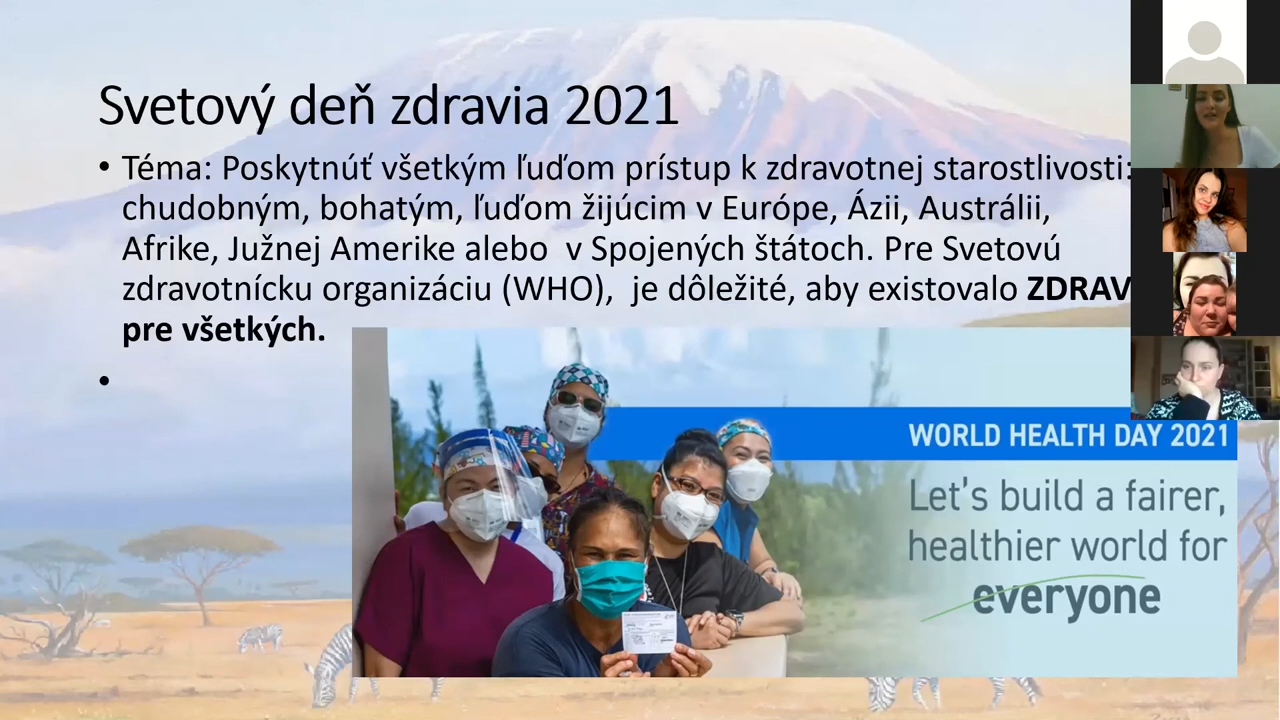 Svetový deň zdravia 2021
• Téma: Poskytnúť všetkým ľuďom prístup k zdravotnej starostlivosti:
chudobným, bohatým, ľuďom žijúcim v Európe, Ázii, Austrálii,
Afrike, Južnej Amerike alebo  v Spojených štátoch. Pre Svetovú
zdravotnícku organizáciu (WHO),  je dôležité, aby existovalo ZDRAV
pre všetkých.
•
WORLD HEALTH DAY 2021
Let's build a fairer,
healthier world for
everyone